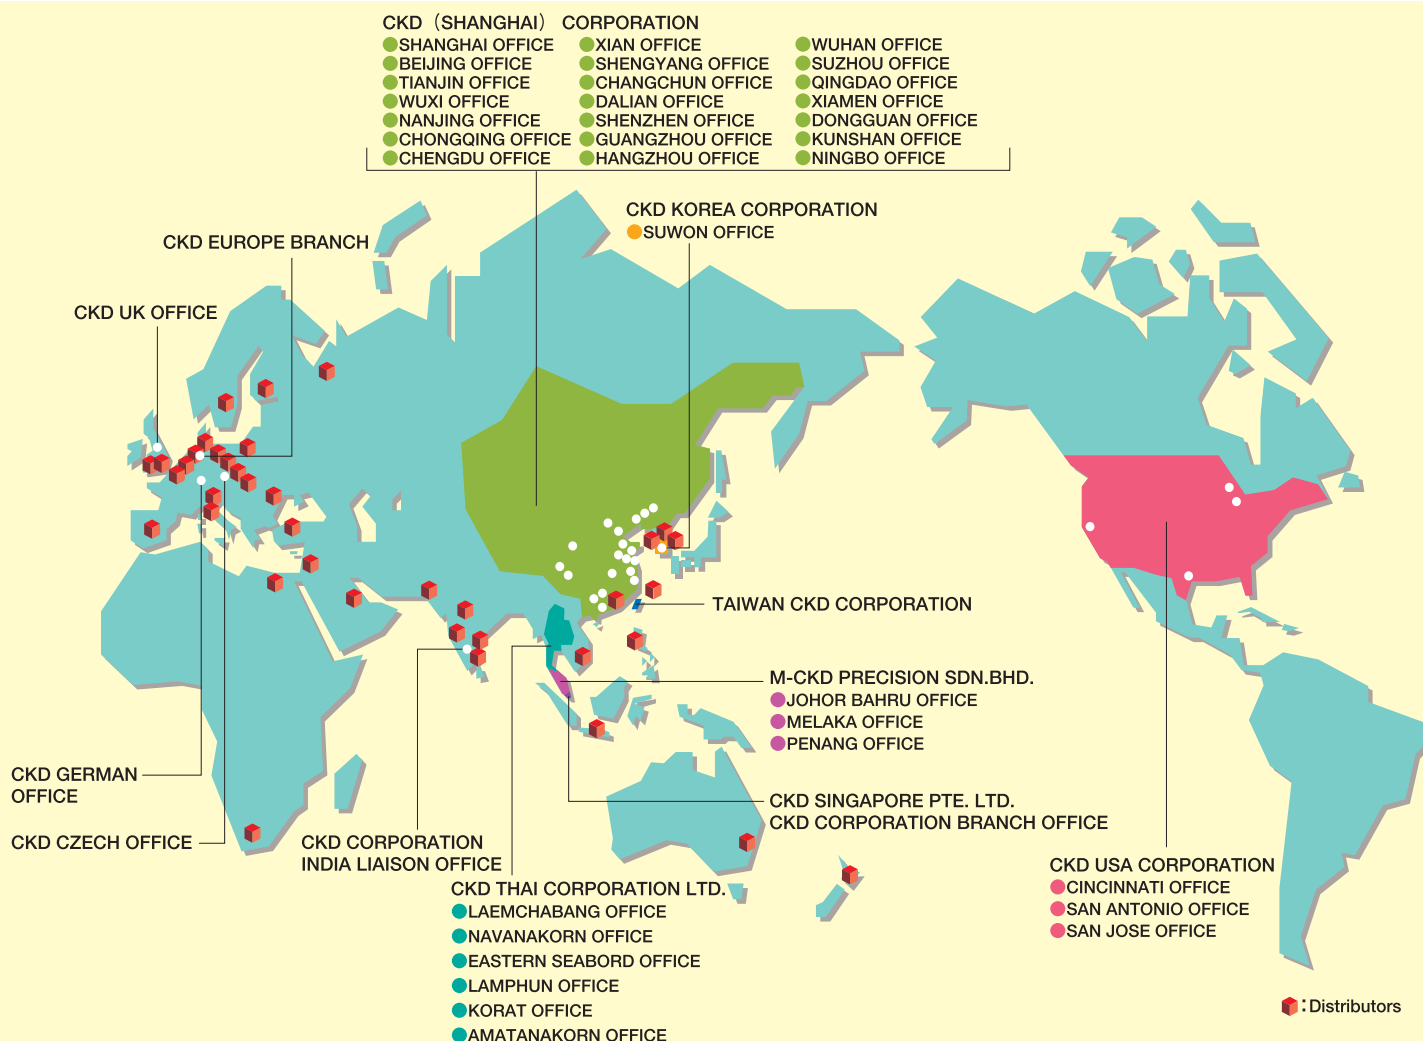 CKD（SHANGHAI） CORPORATION
SHANGHAI OFFICE
BEIJING OFFICE
TIANJIN OFFICE
WUXI OFFICE
NANJING OFFICE
CHONGQING OFFICE
CHENGDU OFFICE
XIAN OFFICE
SHENGYANG OFFICE
CHANGCHUN OFFICE
DALIAN OFFICE
SHENZHEN OFFICE
GUANGZHOU OFFICE
HANGZHOU OFFICE
WUHAN OFFICE
SUZHOU OFFICE
QINGDAO OFFICE
XIAMEN OFFICE
DONGGUAN OFFICE
KUNSHAN OFFICE
NINGBO OFFICE
CKD KOREA CORPORATION
SUWON OFFICE
CKD EUROPE BRANCH
CKD UK OFFICE
TAIWAN CKD CORPORATION
M-CKD PRECISION SDN.BHD.
JOHOR BAHRU OFFICE
MELAKA OFFICE
PENANG OFFICE
CKD GERMAN
OFFICE
CKD CZECH OFFICE
CKD CORPORATION
INDIA LIAISON OFFICE
CKD SINGAPORE PTE. LTD.
CKD CORPORATION BRANCH OFFICE
CKD THAI CORPORATION LTD.
LAEMCHABANG OFFICE
NAVANAKORN OFFICE
EASTERN SEABORD OFFICE
LAMPHUN OFFICE
KORAT OFFICE
AMATANAKORN OFFICE
CKD USA CORPORATION
CINCINNATI OFFICE
SAN ANTONIO OFFICE
SAN JOSE OFFICE
:Distributors